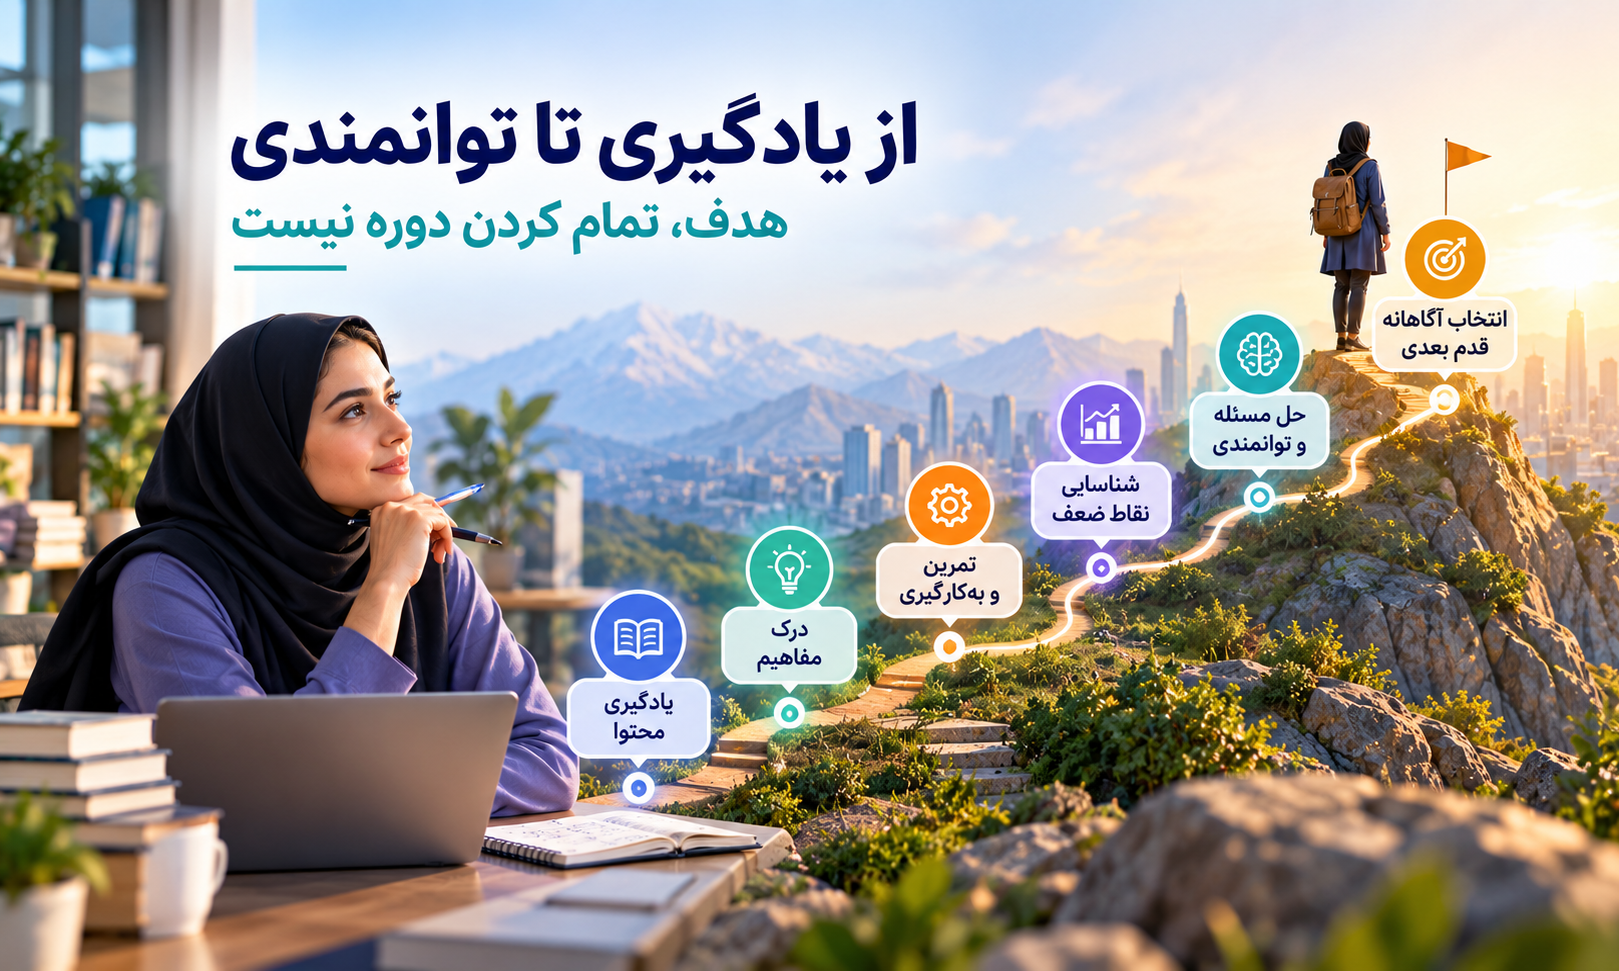 از یادگیری تا توانمندی
هدف، تمام کردن دوره نیست
یادگیری
محتوا
درک
مفاهیم
تمرین
و به‌کارگیری
شناسایی
نقاط ضعف
حل مسئله
و توانمندی
انتخاب آگاهانه
قدم بعدی